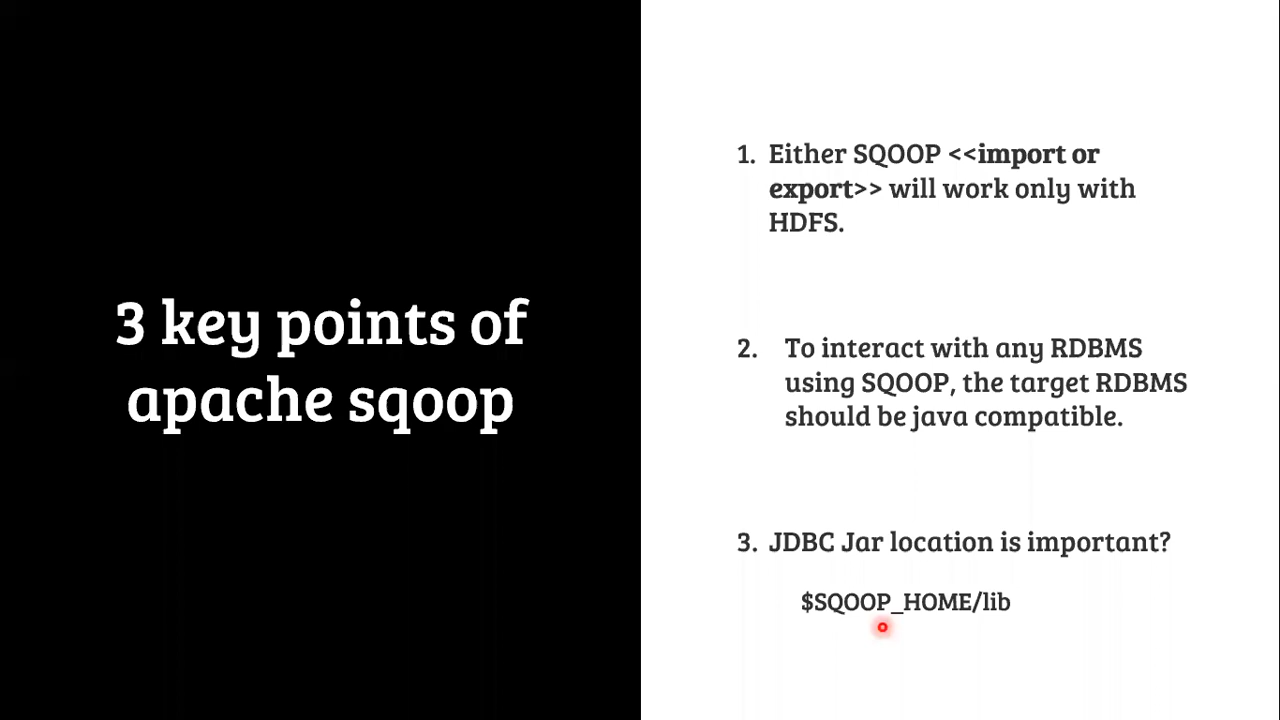 3 key points of
apache sqoop
1. Either SQOOP <<import or
export>> will work only with
HDFS.
2. To interact with any RDBMS
using SQOOP, the target RDBMS
should be java compatible.
3. JDBC Jar location is important?
$SQOOP_HOME/lib